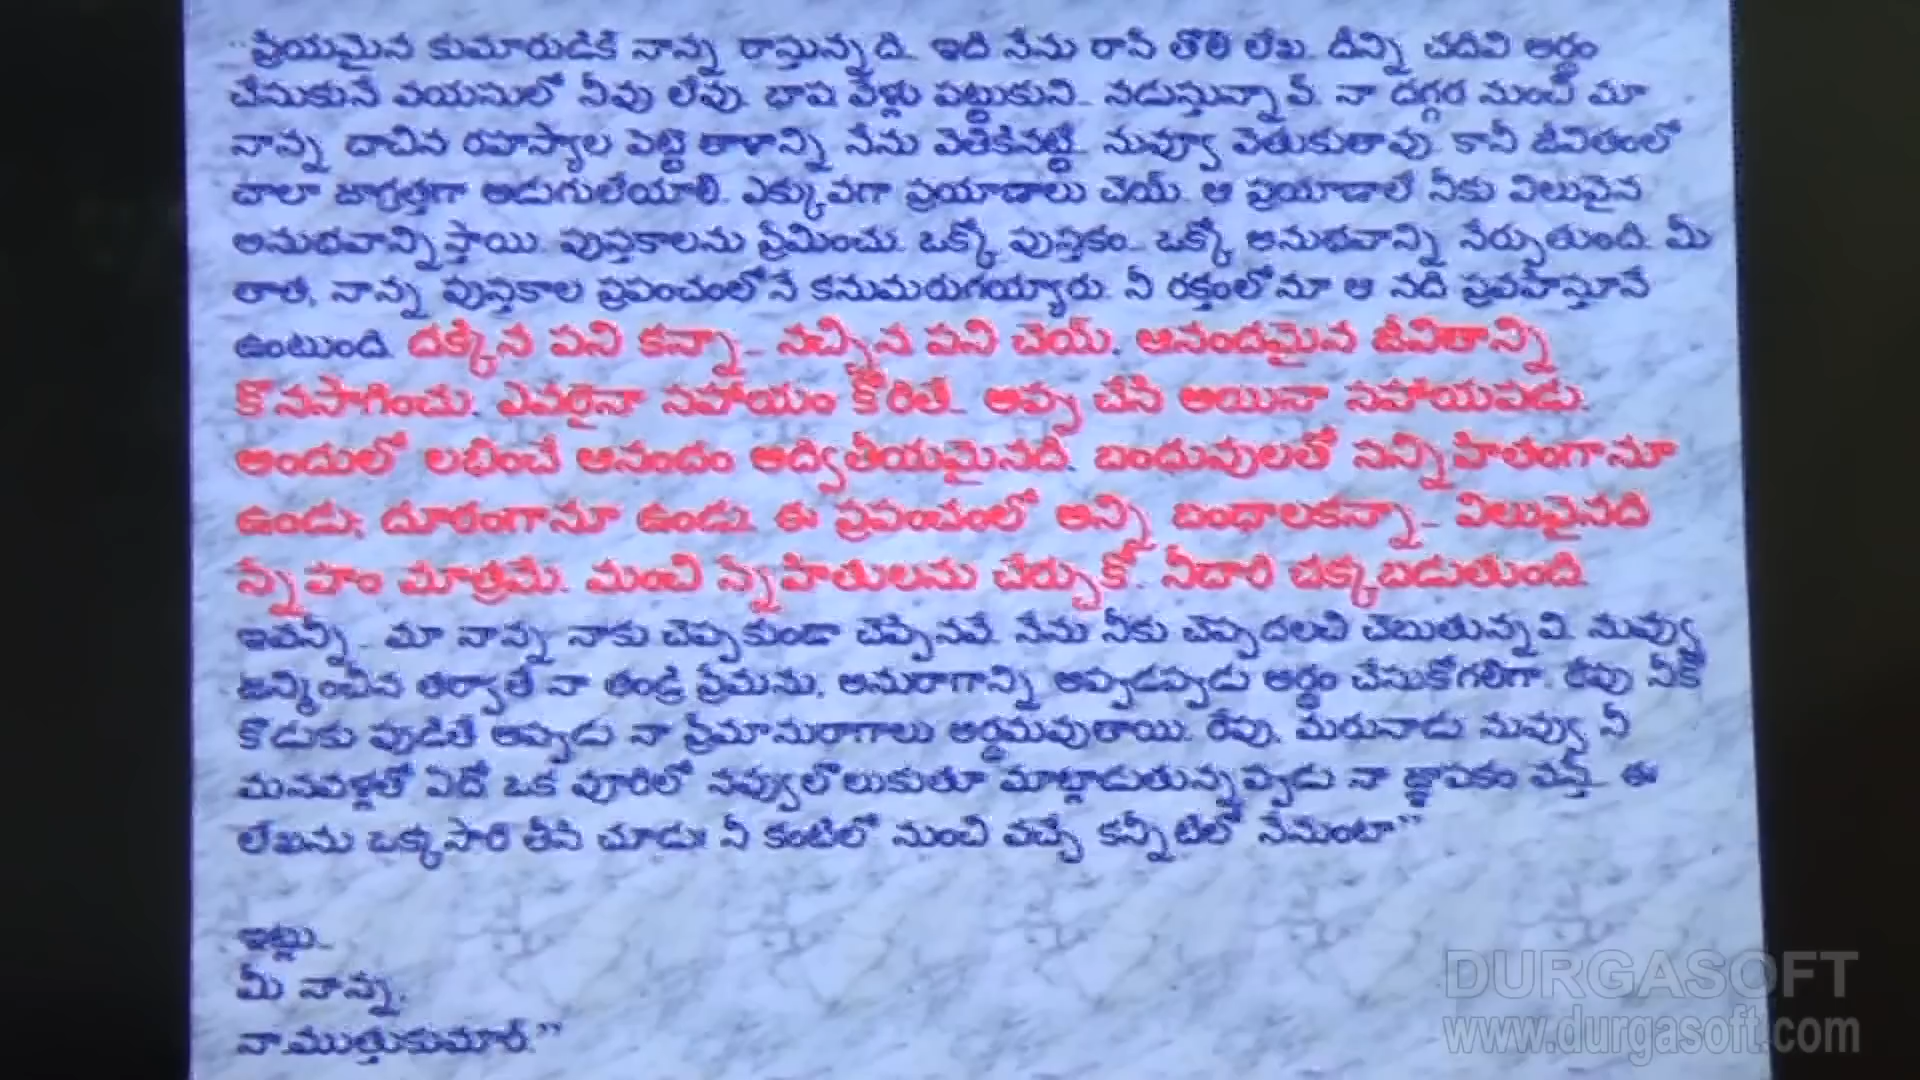 “ప్రియమైన కుమారుడికి నాన్న రాస్తున్నది. ఇది నేను రాసే తొలి లేఖ. దీన్ని చదివి అర్థం
చేసుకునే వయసులో నీవు లేవు. భాష వేళ్లు పట్టుకుని.. నడుస్తున్నావ్. నా దగ్గర నుంచి మా
నాన్న దాచిన రహస్యాల పెట్టె తాళాన్ని నేను వెతికినట్టే.. నువ్వూ వెతుకుతావు. కానీ జీవితంలో
చాలా జాగ్రత్తగా అడుగులేయాలి. ఎక్కువగా ప్రయాణాలు చెయ్. ఆ ప్రయాణాలే నీకు విలువైన
అనుభవాన్నిస్తాయి. పుస్తకాలను ప్రేమించు. ఒక్కో పుస్తకం.. ఒక్కో అనుభవాన్ని నేర్పుతుంది. మీ
తాత, నాన్న పుస్తకాల ప్రపంచంలోనే కనుమరుగయ్యారు. నీ రక్తంలోనూ ఆ నది ప్రవహిస్తూనే
ఉంటుంది. దక్కిన పని కన్నా.. నచ్చిన పని చెయ్. ఆనందమైన జీవితాన్ని
కొనసాగించు. ఎవరైనా సహాయం కోరితే.. అప్పు చేసి అయినా సహాయపడు.
అందులో లభించే ఆనందం అద్వితీయమైనది. బంధువులతో సన్నిహితంగానూ
ఉండు; దూరంగానూ ఉండు. ఈ ప్రపంచంలో అన్ని బంధాలకన్నా.. విలువైనది
స్నేహం మాత్రమే. మంచి స్నేహితులను చేర్చుకో. నీదారి చక్కబడుతుంది.
ఇవన్నీ.. మా నాన్న నాకు చెప్పకుండా చెప్పినవే. నేను నీకు చెప్పదలచి చెబుతున్నవి. నువ్వు
జన్మించిన తర్వాతే నా తండ్రి ప్రేమను, అనురాగాన్ని అప్పుడప్పుడు అర్థం చేసుకోగలిగా. రేపు నీకో
కొడుకు పుడితే అప్పుడు నా ప్రేమానురాగాలు అర్థమవుతాయి. రేపు, మరునాడు నువ్వు నీ
మనవళ్లతో ఏదో ఒక వూరిలో నవ్వులొలుకుతూ మాట్లాడుతున్నప్పుడు నా జ్ఞాపకం వస్తే.. ఈ
లేఖను ఒక్కసారి తీసి చూడు! నీ కంటిలో నుంచి వచ్చే కన్నీటిలో నేనుంటా”
ఇట్లు..
మీ నాన్న,
నా.ముత్తుకుమార్.”
DURGASOFT
www.durgasoft.com